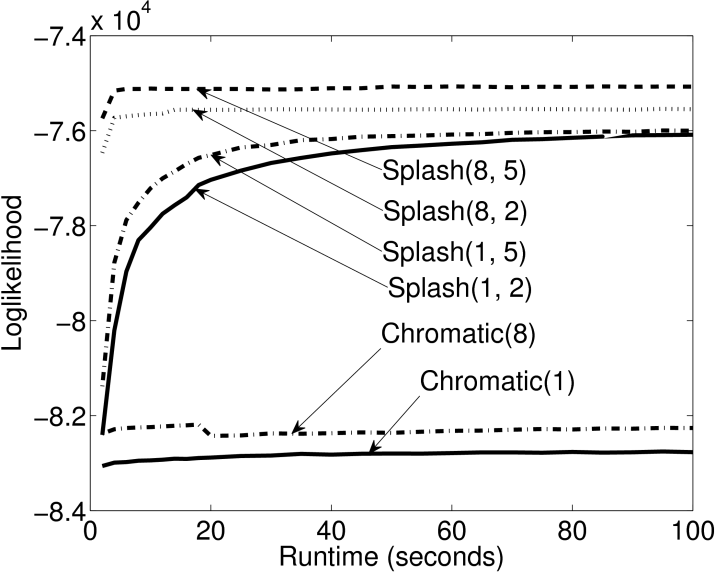 x 10^4
−7.4
−7.6
−7.8
−8
−8.2
−8.4
Loglikelihood
Splash(8, 5)
Splash(8, 2)
Splash(1, 5)
Splash(1, 2)
Chromatic(8)
Chromatic(1)
0 20 40 60 80 100
Runtime (seconds)